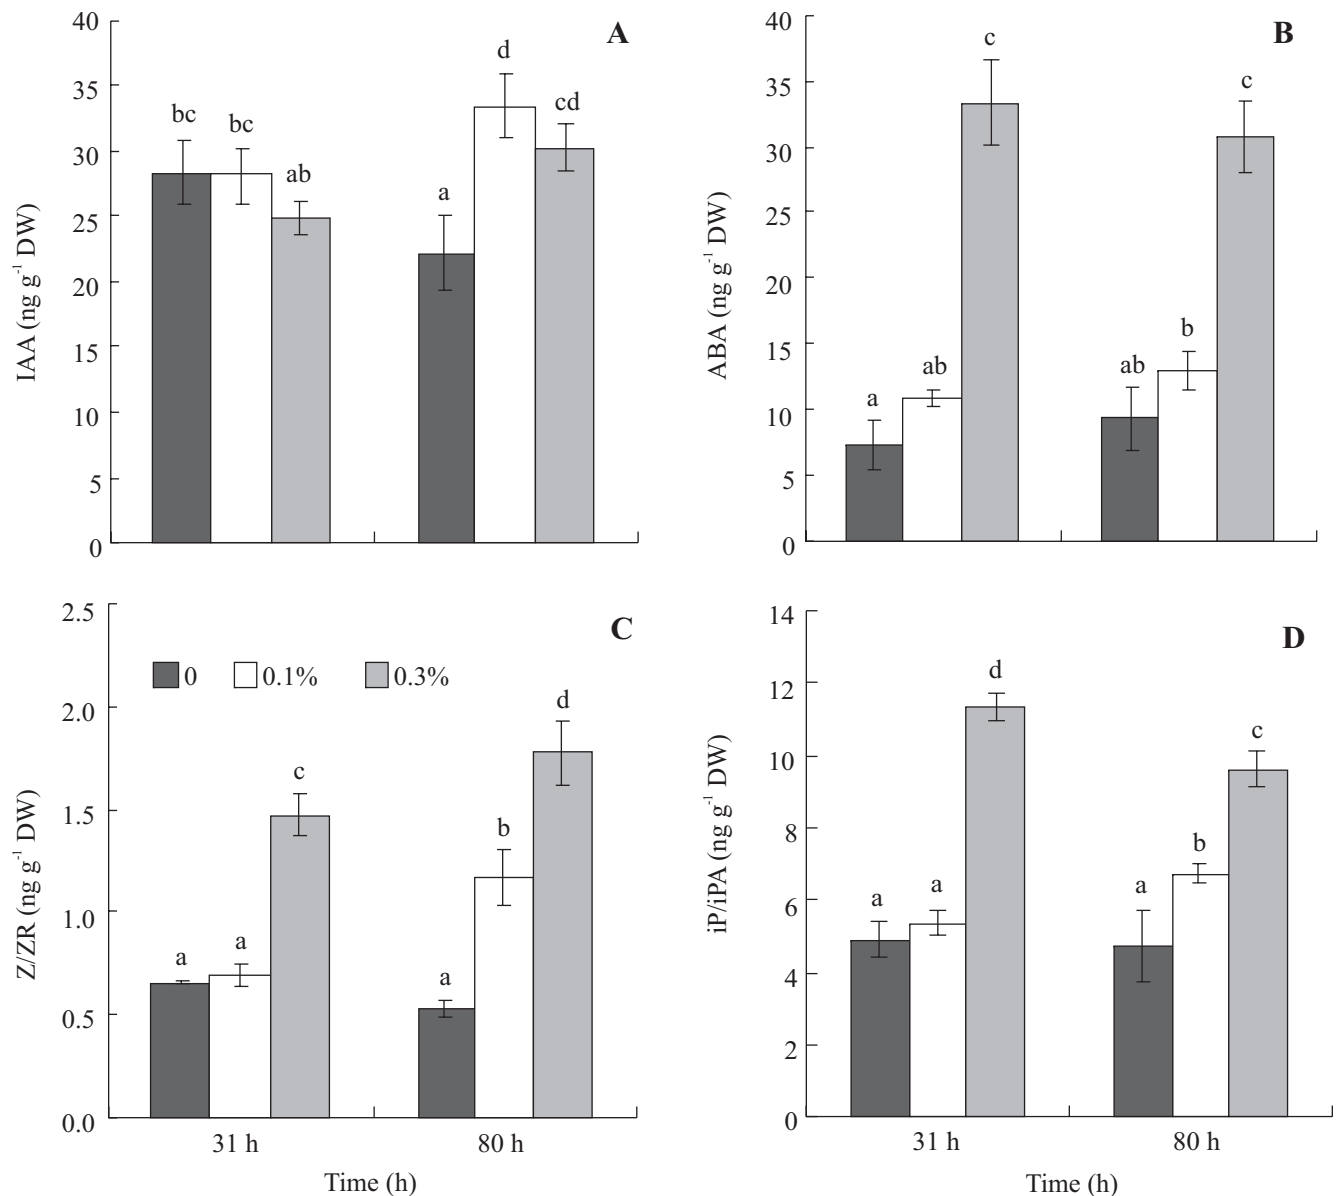 A
IAA (ng g-1 DW)
40
35
30
25
20
15
10
5
0
bc
bc
ab
a
d
cd
B
ABA (ng g-1 DW)
40
35
30
25
20
15
10
5
0
a
ab
c
ab
b
c
C
Z/ZR (ng g-1 DW)
2.5
2.0
1.5
1.0
0.5
0.0
0 0.1% 0.3%
a
a
c
a
b
d
31 h 80 h
Time (h)
D
iP/iPA (ng g-1 DW)
14
12
10
8
6
4
2
0
a
a
d
a
b
c
31 h 80 h
Time (h)